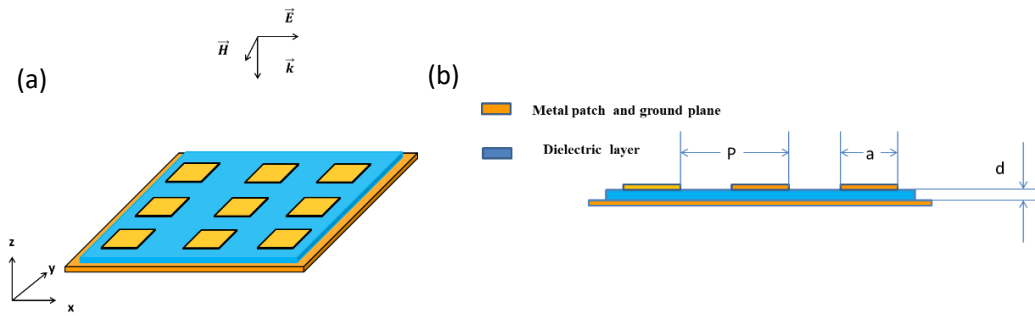 (a)
E
H
k
z
y
x
(b)
Metal patch and ground plane
Dielectric layer
P
a
d